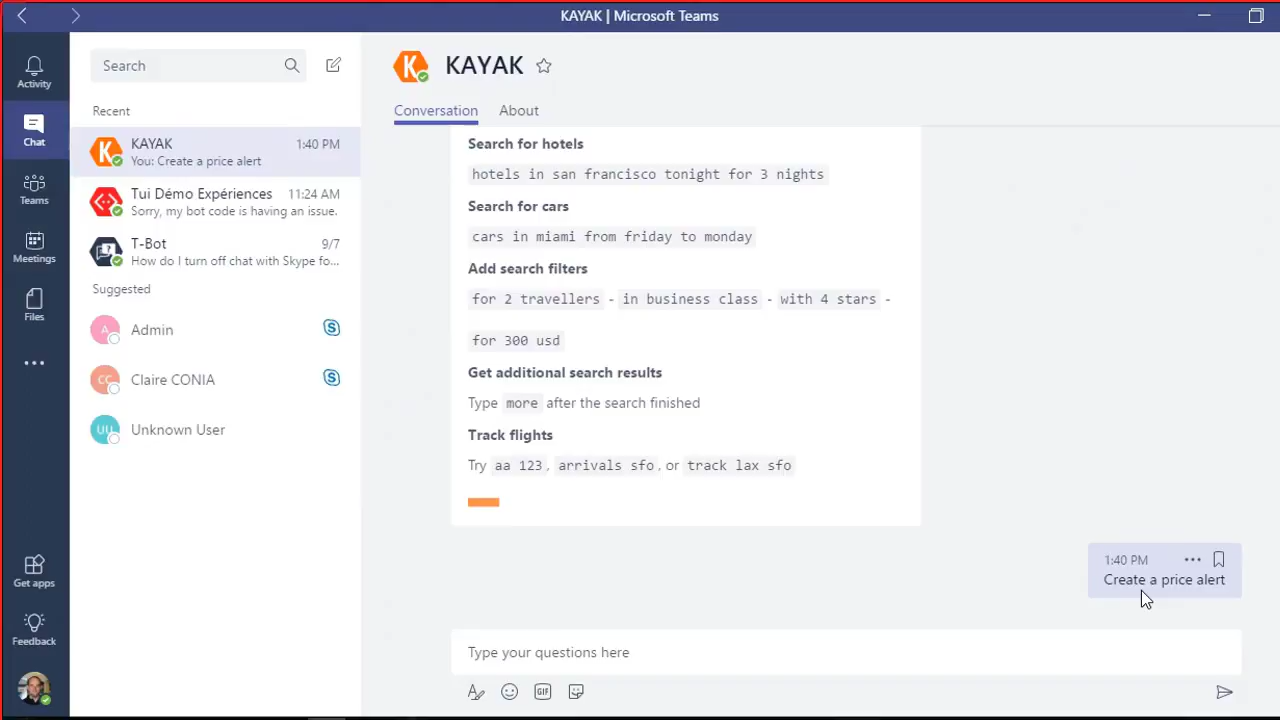 KAYAK | Microsoft Teams
Activity
Chat
Teams
Meetings
Files
Get apps
Feedback
Search
Recent
KAYAK 1:40 PM
You: Create a price alert
Tui Démo Expériences 11:24 AM
Sorry, my bot code is having an issue.
T-Bot 9/7
How do I turn off chat with Skype fo...
Suggested
A Admin
CC Claire CONIA
UU Unknown User
K KAYAK
Conversation About
Search for hotels
hotels in san francisco tonight for 3 nights
Search for cars
cars in miami from friday to monday
Add search filters
for 2 travellers - in business class - with 4 stars -
for 300 usd
Get additional search results
Type more after the search finished
Track flights
Try aa 123, arrivals sfo, or track lax sfo
1:40 PM
Create a price alert
Type your questions here
GIF